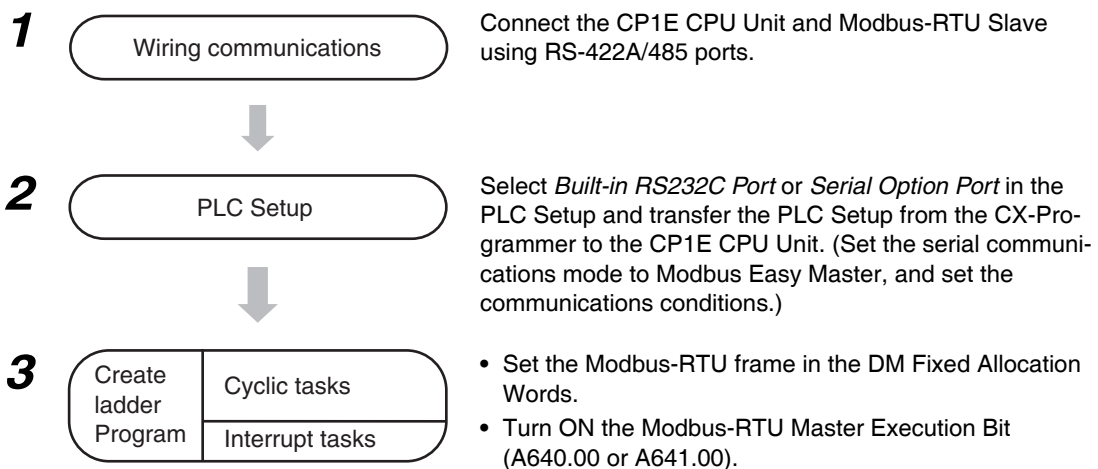 1
Wiring communications
Connect the CP1E CPU Unit and Modbus-RTU Slave
using RS-422A/485 ports.
2
PLC Setup
Select Built-in RS232C Port or Serial Option Port in the
PLC Setup and transfer the PLC Setup from the CX-Pro-
grammer to the CP1E CPU Unit. (Set the serial communi-
cations mode to Modbus Easy Master, and set the
communications conditions.)
3
Create
ladder
Program
Cyclic tasks
Interrupt tasks
• Set the Modbus-RTU frame in the DM Fixed Allocation
Words.
• Turn ON the Modbus-RTU Master Execution Bit
(A640.00 or A641.00).